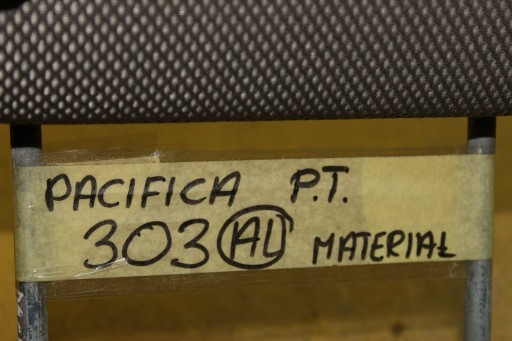 PACIFICA P.T.
303 AL MATERIAL